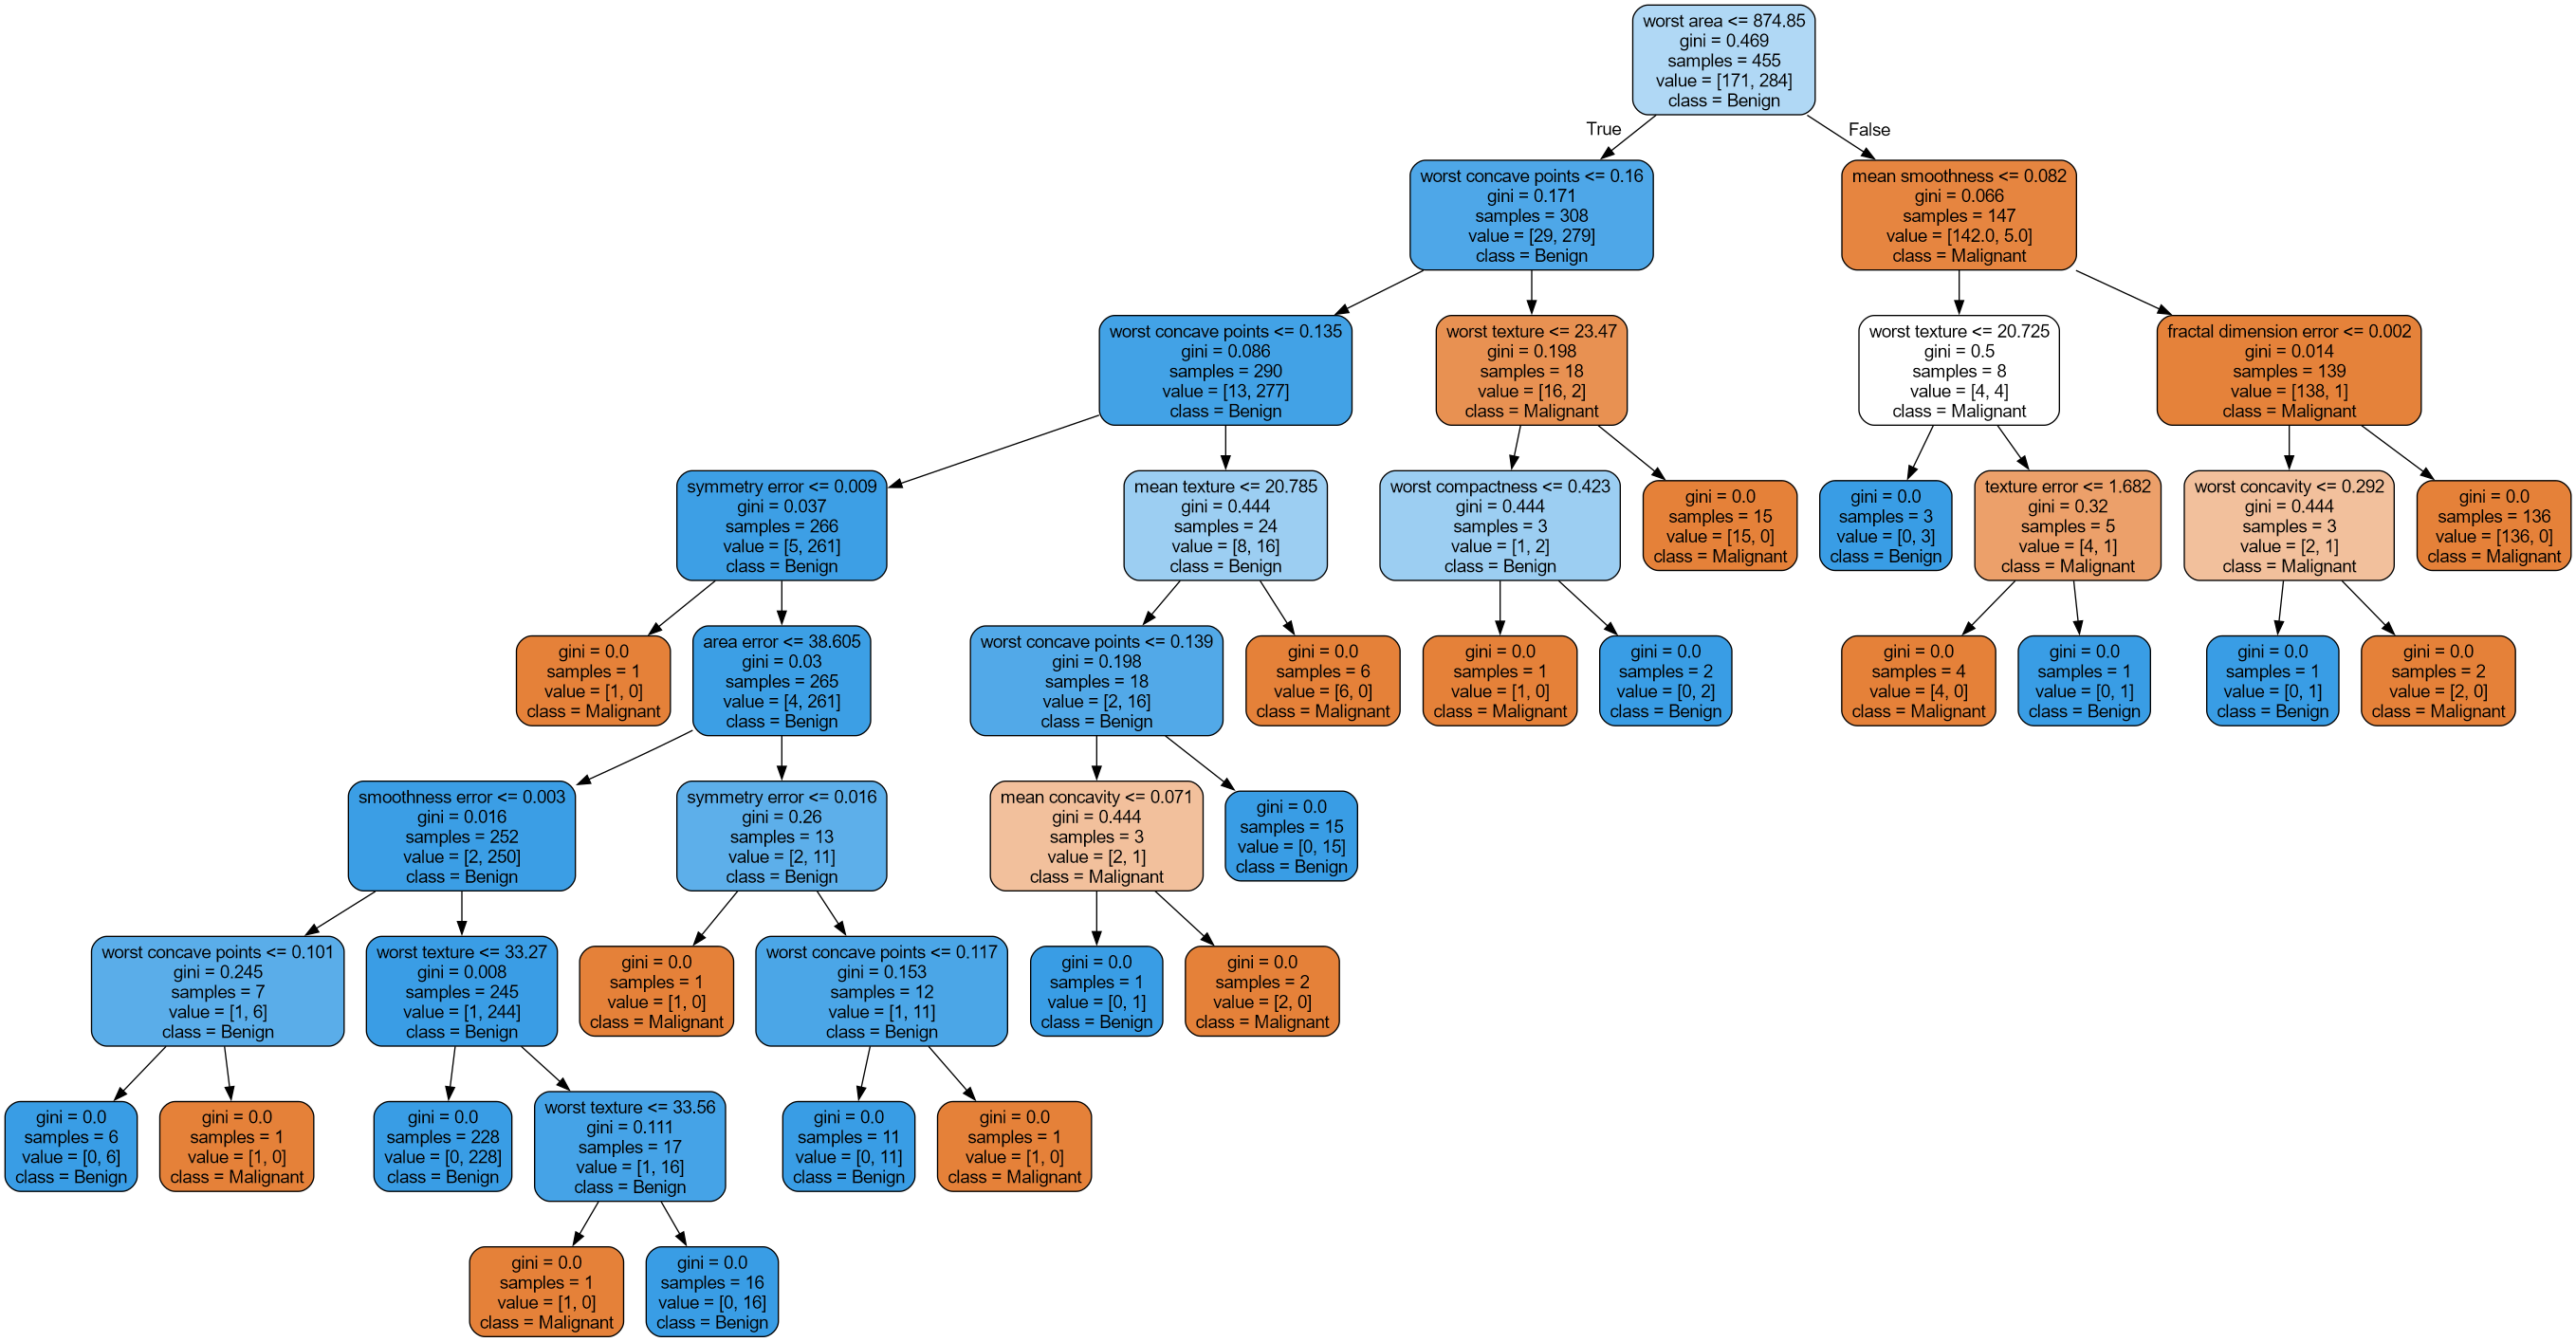 worst area <= 874.85
gini = 0.469
samples = 455
value = [171, 284]
class = Benign
True
False
worst concave points <= 0.16
gini = 0.171
samples = 308
value = [29, 279]
class = Benign
mean smoothness <= 0.082
gini = 0.066
samples = 147
value = [142.0, 5.0]
class = Malignant
worst concave points <= 0.135
gini = 0.086
samples = 290
value = [13, 277]
class = Benign
worst texture <= 23.47
gini = 0.198
samples = 18
value = [16, 2]
class = Malignant
worst texture <= 20.725
gini = 0.5
samples = 8
value = [4, 4]
class = Malignant
fractal dimension error <= 0.002
gini = 0.014
samples = 139
value = [138, 1]
class = Malignant
symmetry error <= 0.009
gini = 0.037
samples = 266
value = [5, 261]
class = Benign
mean texture <= 20.785
gini = 0.444
samples = 24
value = [8, 16]
class = Benign
worst compactness <= 0.423
gini = 0.444
samples = 3
value = [1, 2]
class = Benign
gini = 0.0
samples = 15
value = [15, 0]
class = Malignant
gini = 0.0
samples = 3
value = [0, 3]
class = Benign
texture error <= 1.682
gini = 0.32
samples = 5
value = [4, 1]
class = Malignant
worst concavity <= 0.292
gini = 0.444
samples = 3
value = [2, 1]
class = Malignant
gini = 0.0
samples = 136
value = [136, 0]
class = Malignant
gini = 0.0
samples = 1
value = [1, 0]
class = Malignant
area error <= 38.605
gini = 0.03
samples = 265
value = [4, 261]
class = Benign
worst concave points <= 0.139
gini = 0.198
samples = 18
value = [2, 16]
class = Benign
gini = 0.0
samples = 6
value = [6, 0]
class = Malignant
gini = 0.0
samples = 1
value = [1, 0]
class = Malignant
gini = 0.0
samples = 2
value = [0, 2]
class = Benign
gini = 0.0
samples = 4
value = [4, 0]
class = Malignant
gini = 0.0
samples = 1
value = [0, 1]
class = Benign
gini = 0.0
samples = 1
value = [0, 1]
class = Benign
gini = 0.0
samples = 2
value = [2, 0]
class = Malignant
smoothness error <= 0.003
gini = 0.016
samples = 252
value = [2, 250]
class = Benign
symmetry error <= 0.016
gini = 0.26
samples = 13
value = [2, 11]
class = Benign
mean concavity <= 0.071
gini = 0.444
samples = 3
value = [2, 1]
class = Malignant
gini = 0.0
samples = 15
value = [0, 15]
class = Benign
worst concave points <= 0.101
gini = 0.245
samples = 7
value = [1, 6]
class = Benign
worst texture <= 33.27
gini = 0.008
samples = 245
value = [1, 244]
class = Benign
gini = 0.0
samples = 1
value = [1, 0]
class = Malignant
worst concave points <= 0.117
gini = 0.153
samples = 12
value = [1, 11]
class = Benign
gini = 0.0
samples = 1
value = [0, 1]
class = Benign
gini = 0.0
samples = 2
value = [2, 0]
class = Malignant
gini = 0.0
samples = 6
value = [0, 6]
class = Benign
gini = 0.0
samples = 1
value = [1, 0]
class = Malignant
gini = 0.0
samples = 228
value = [0, 228]
class = Benign
worst texture <= 33.56
gini = 0.111
samples = 17
value = [1, 16]
class = Benign
gini = 0.0
samples = 11
value = [0, 11]
class = Benign
gini = 0.0
samples = 1
value = [1, 0]
class = Malignant
gini = 0.0
samples = 1
value = [1, 0]
class = Malignant
gini = 0.0
samples = 16
value = [0, 16]
class = Benign